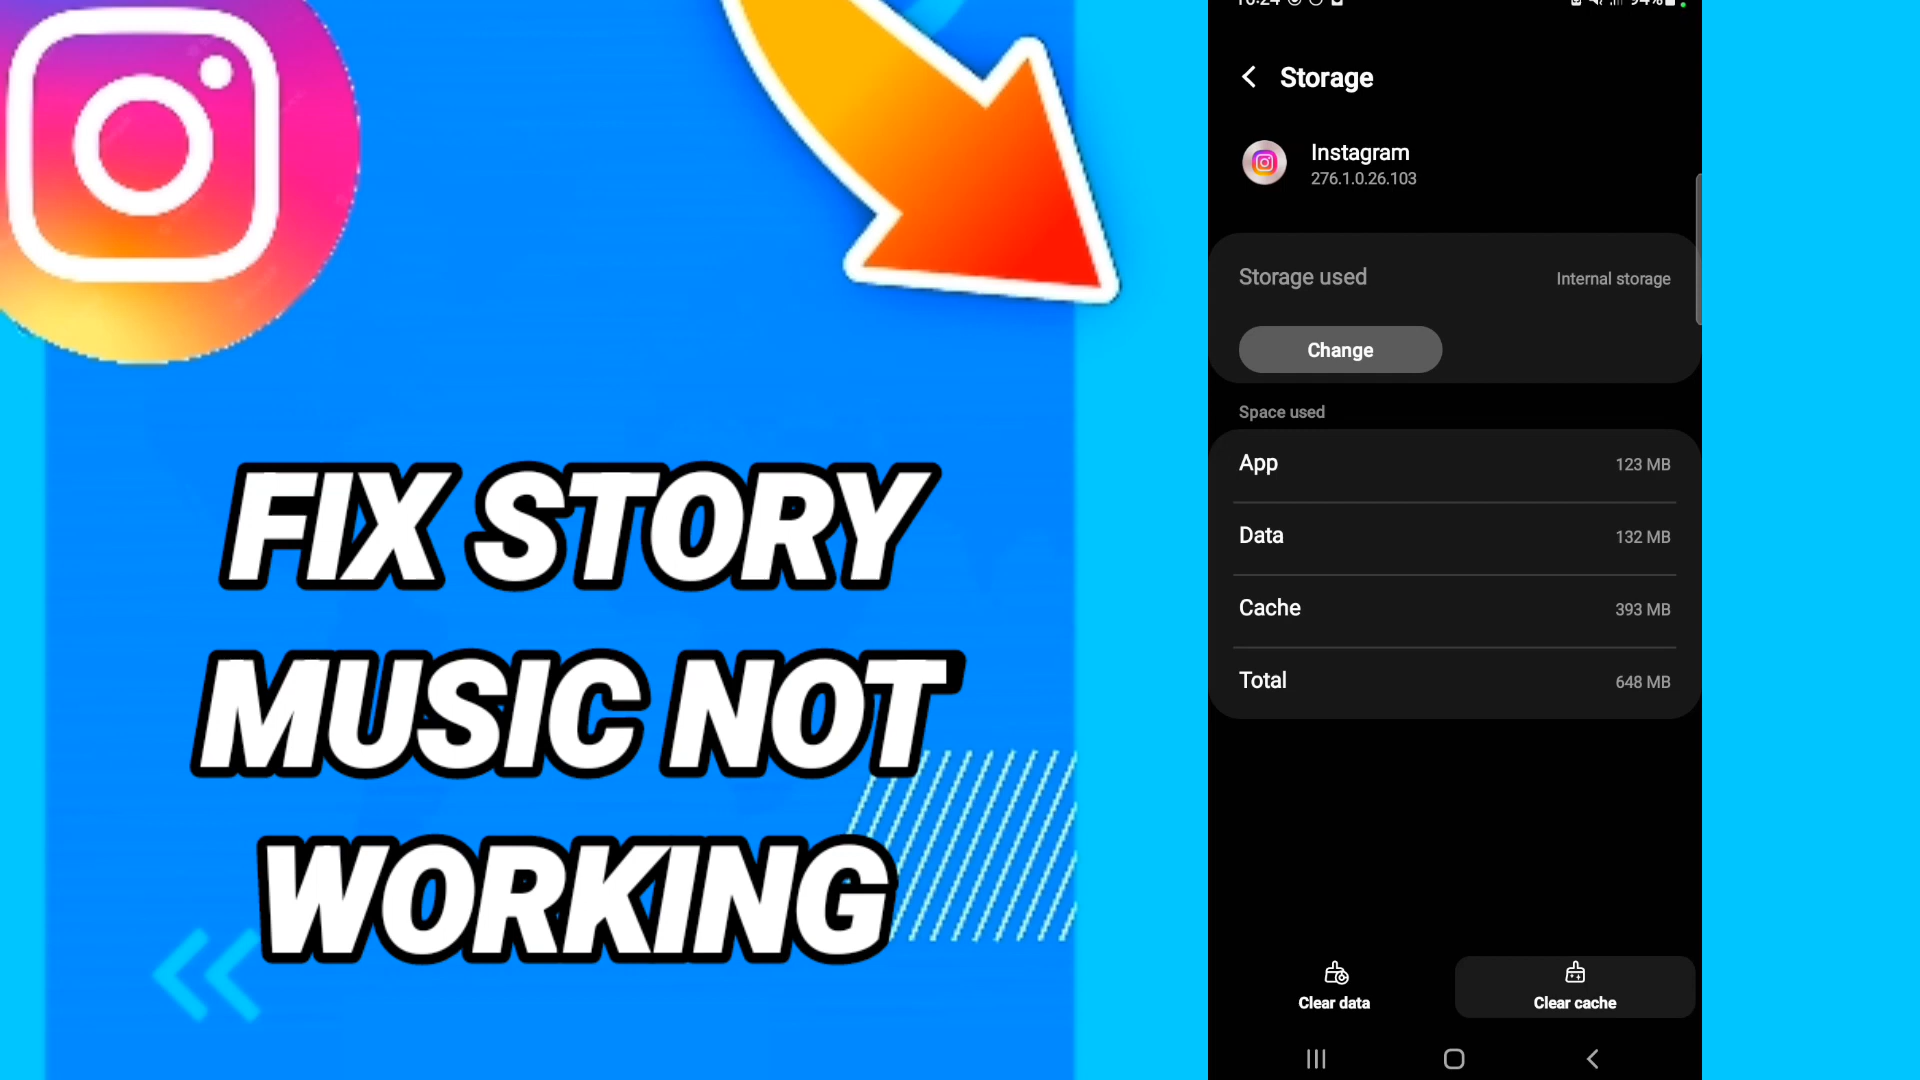 FIX STORY
MUSIC NOT
WORKING
Storage
Instagram
276.1.0.26.103
Storage used
Internal storage
Change
Space used
App
123 MB
Data
132 MB
Cache
393 MB
Total
648 MB
Clear data
Clear cache